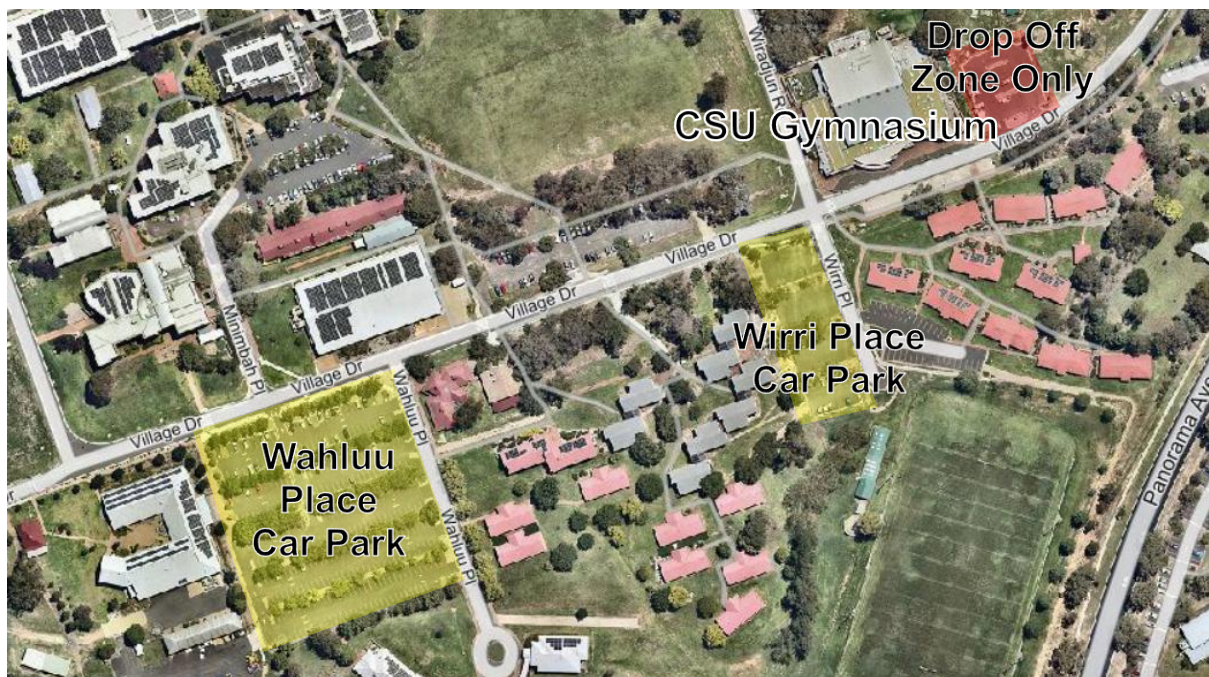 Drop Off
Zone Only
CSU Gymnasium
Wiradjuri Rd
Village Dr
Village Dr
Wirri Pl
Village Dr
Wirri Place
Car Park
Minimbah Pl
Village Dr
Wahluu Pl
Village Dr
Wahluu
Place
Car Park
Wahluu Pl
Panorama Ave